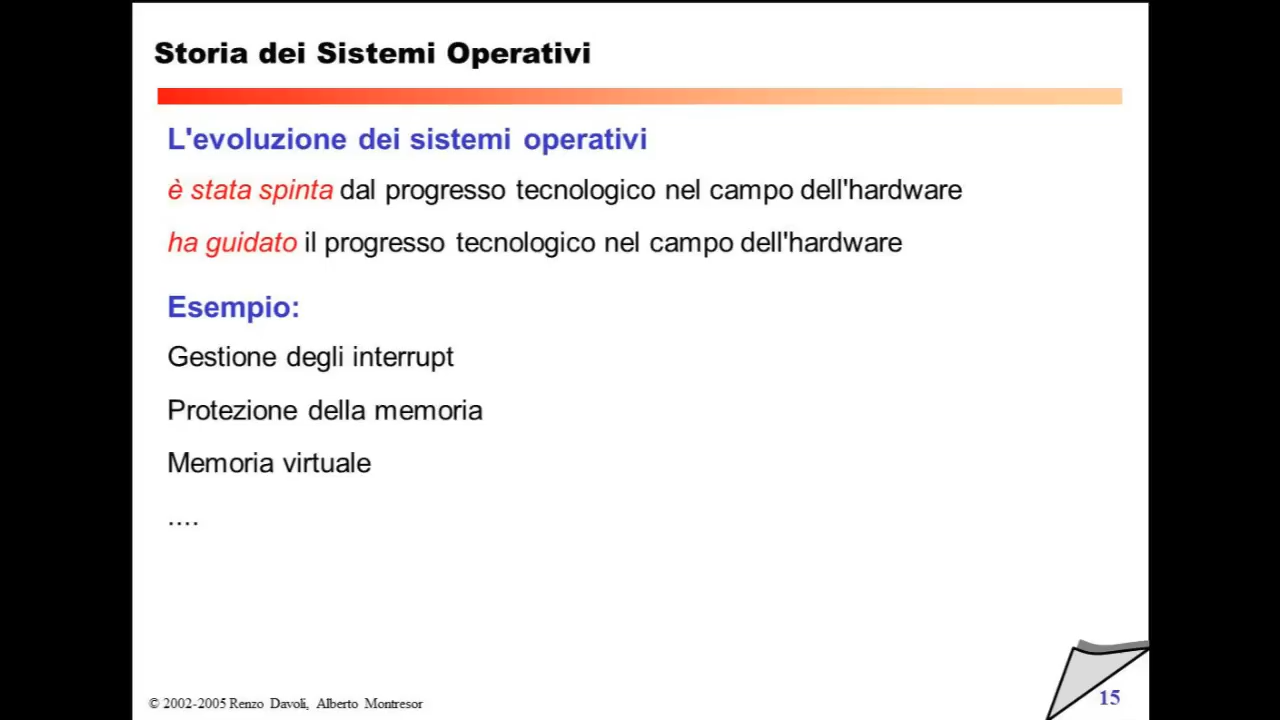 Storia dei Sistemi Operativi
L'evoluzione dei sistemi operativi
è stata spinta dal progresso tecnologico nel campo dell'hardware
ha guidato il progresso tecnologico nel campo dell'hardware
Esempio:
Gestione degli interrupt
Protezione della memoria
Memoria virtuale
....
© 2002-2005 Renzo Davoli, Alberto Montresor
15